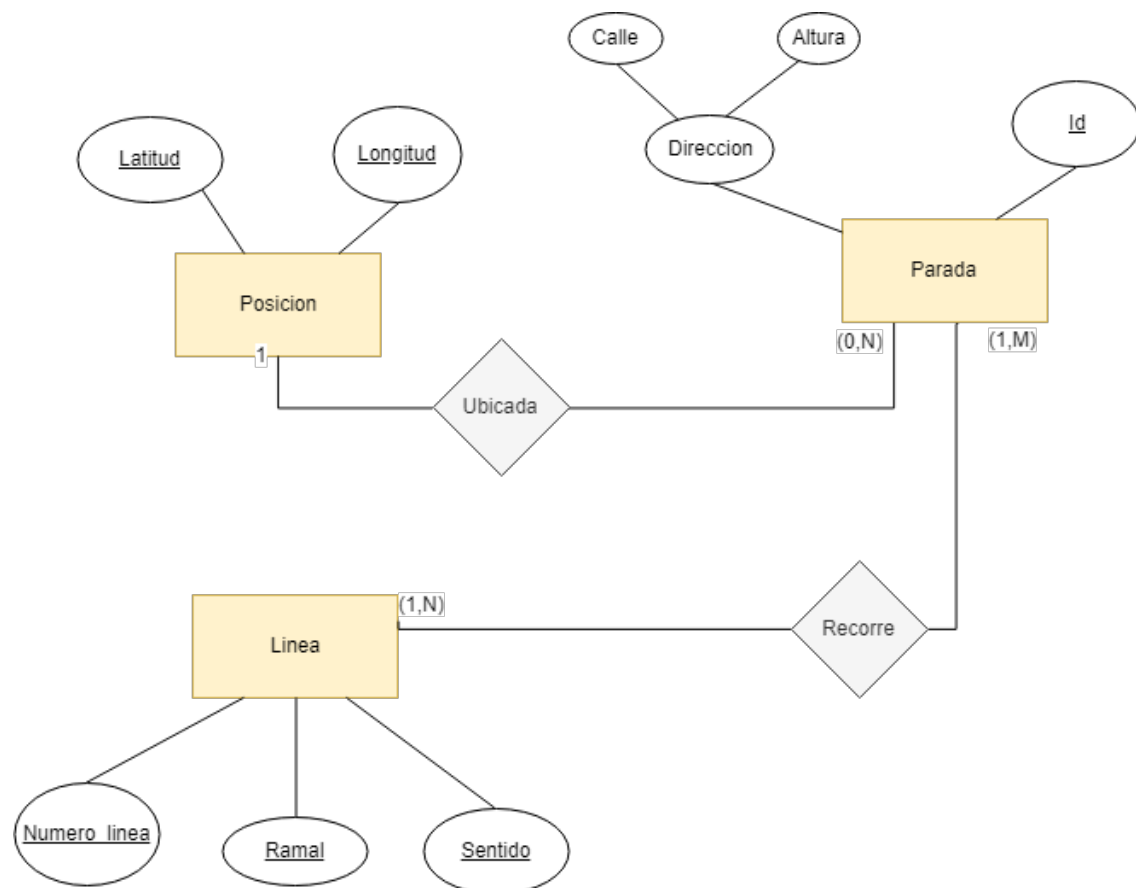 Calle
Altura
Id
Latitud
Longitud
Direccion
Posicion
Parada
1
(0,N)
(1,M)
Ubicada
(1,N)
Linea
Recorre
Numero_linea
Ramal
Sentido